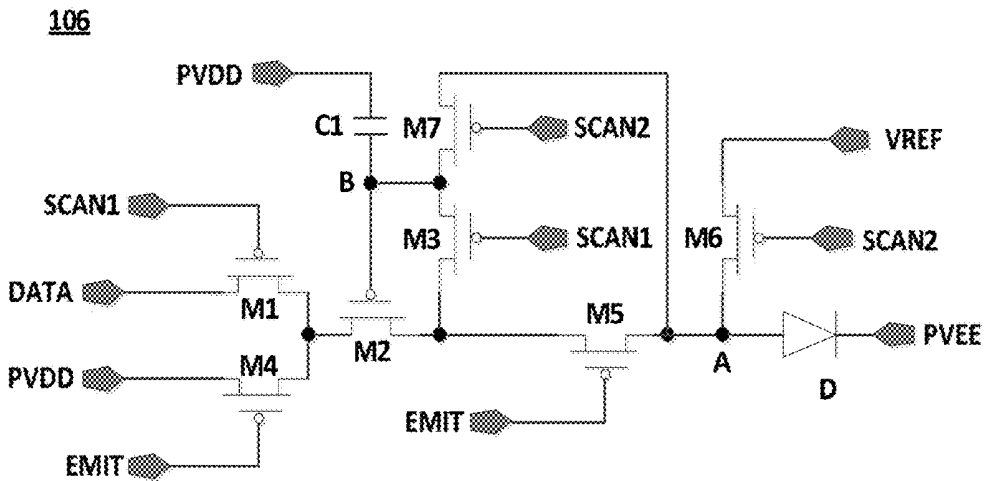 106
PVDD
C1
M7
SCAN2
VREF
B
SCAN1
M3
SCAN1
M6
SCAN2
DATA
M1
M5
M2
PVDD
M4
A
PVEE
D
EMIT
EMIT